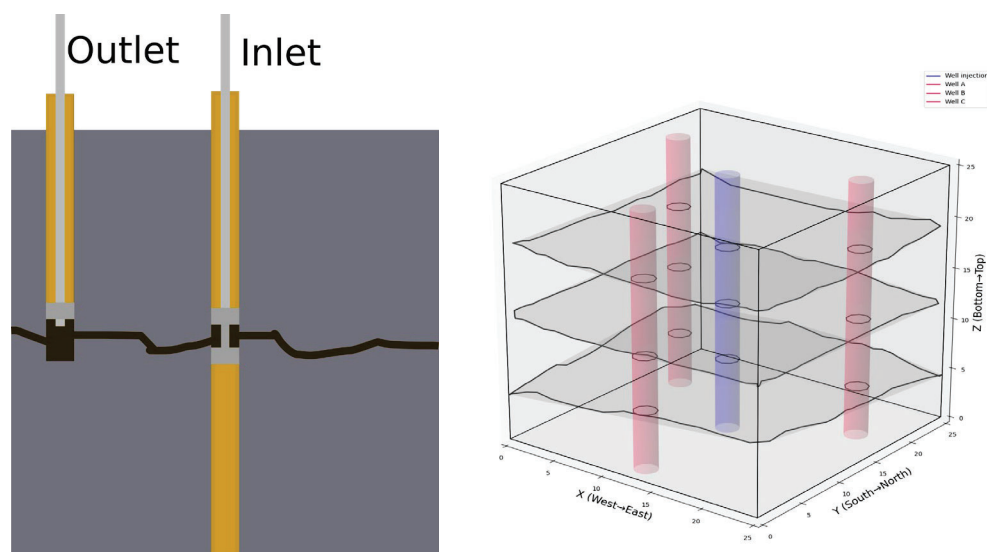 Outlet
Inlet
Well injection
Well A
Well B
Well C
25
20
15
10
5
0
Z (Bottom→Top)
0
5
10
15
20
25
X (West→East)
0
5
10
15
20
25
Y (South→North)